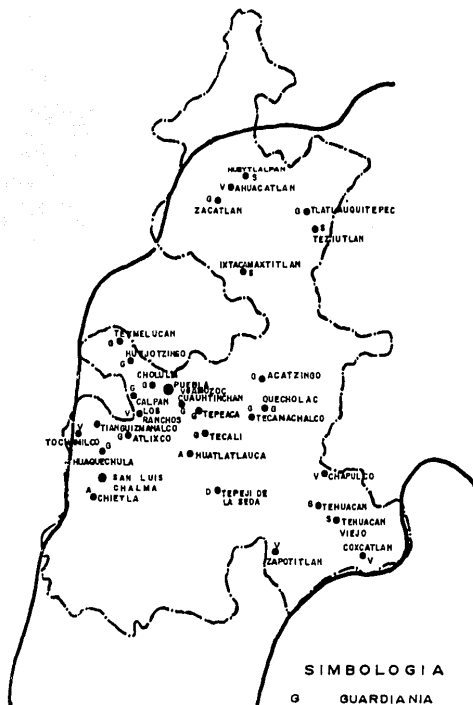 HUEYTLALPAN
S
V AHUACATLAN
G
ZACATLAN
G TLATLAUQUITEPEC
S
TEZIUTLAN
IXTACAMAXTITLAN
S
TEXMELUCAN
G
HUEJOTZINGO
G
CHOLULA
G
PUEBLA
G ACATZINGO
G
CALPAN
V LOS
RANCHOS
CUAUHTINCHAN
G TEPEACA
QUECHOLAC
G
G TECAMACHALCO
TIANGUIZMANALCO
V
TOCHIMILCO
G ATLIXCO
G TECALI
HUAQUECHULA
G
A HUATLATLAUCA
SAN LUIS
CHALMA
A CHIETLA
D TEPEJI DE
LA SEDA
V CHAPULCO
G TEHUACAN
S TEHUACAN
VIEJO
V
ZAPOTITLAN
COXCATLAN
V
SIMBOLOGIA
G GUARDIANIA